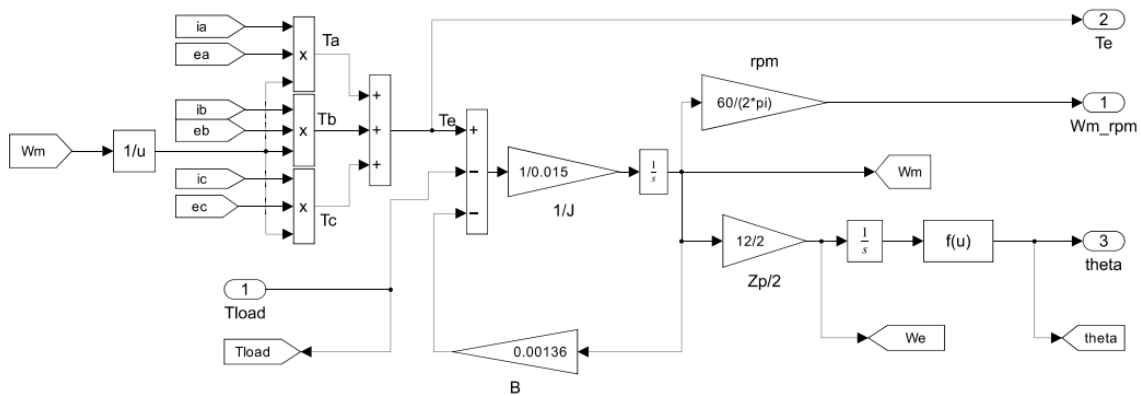 ia
ea
Ta
x
ib
eb
Tb
x
Wm
1/u
ic
ec
Tc
x
+
+
+
Te
+
−
−
1/0.015
1/J
1
s
rpm
60/(2*pi)
2
Te
1
Wm_rpm
Wm
12/2
Zp/2
1
s
f(u)
3
theta
1
Tload
Tload
0.00136
B
We
theta